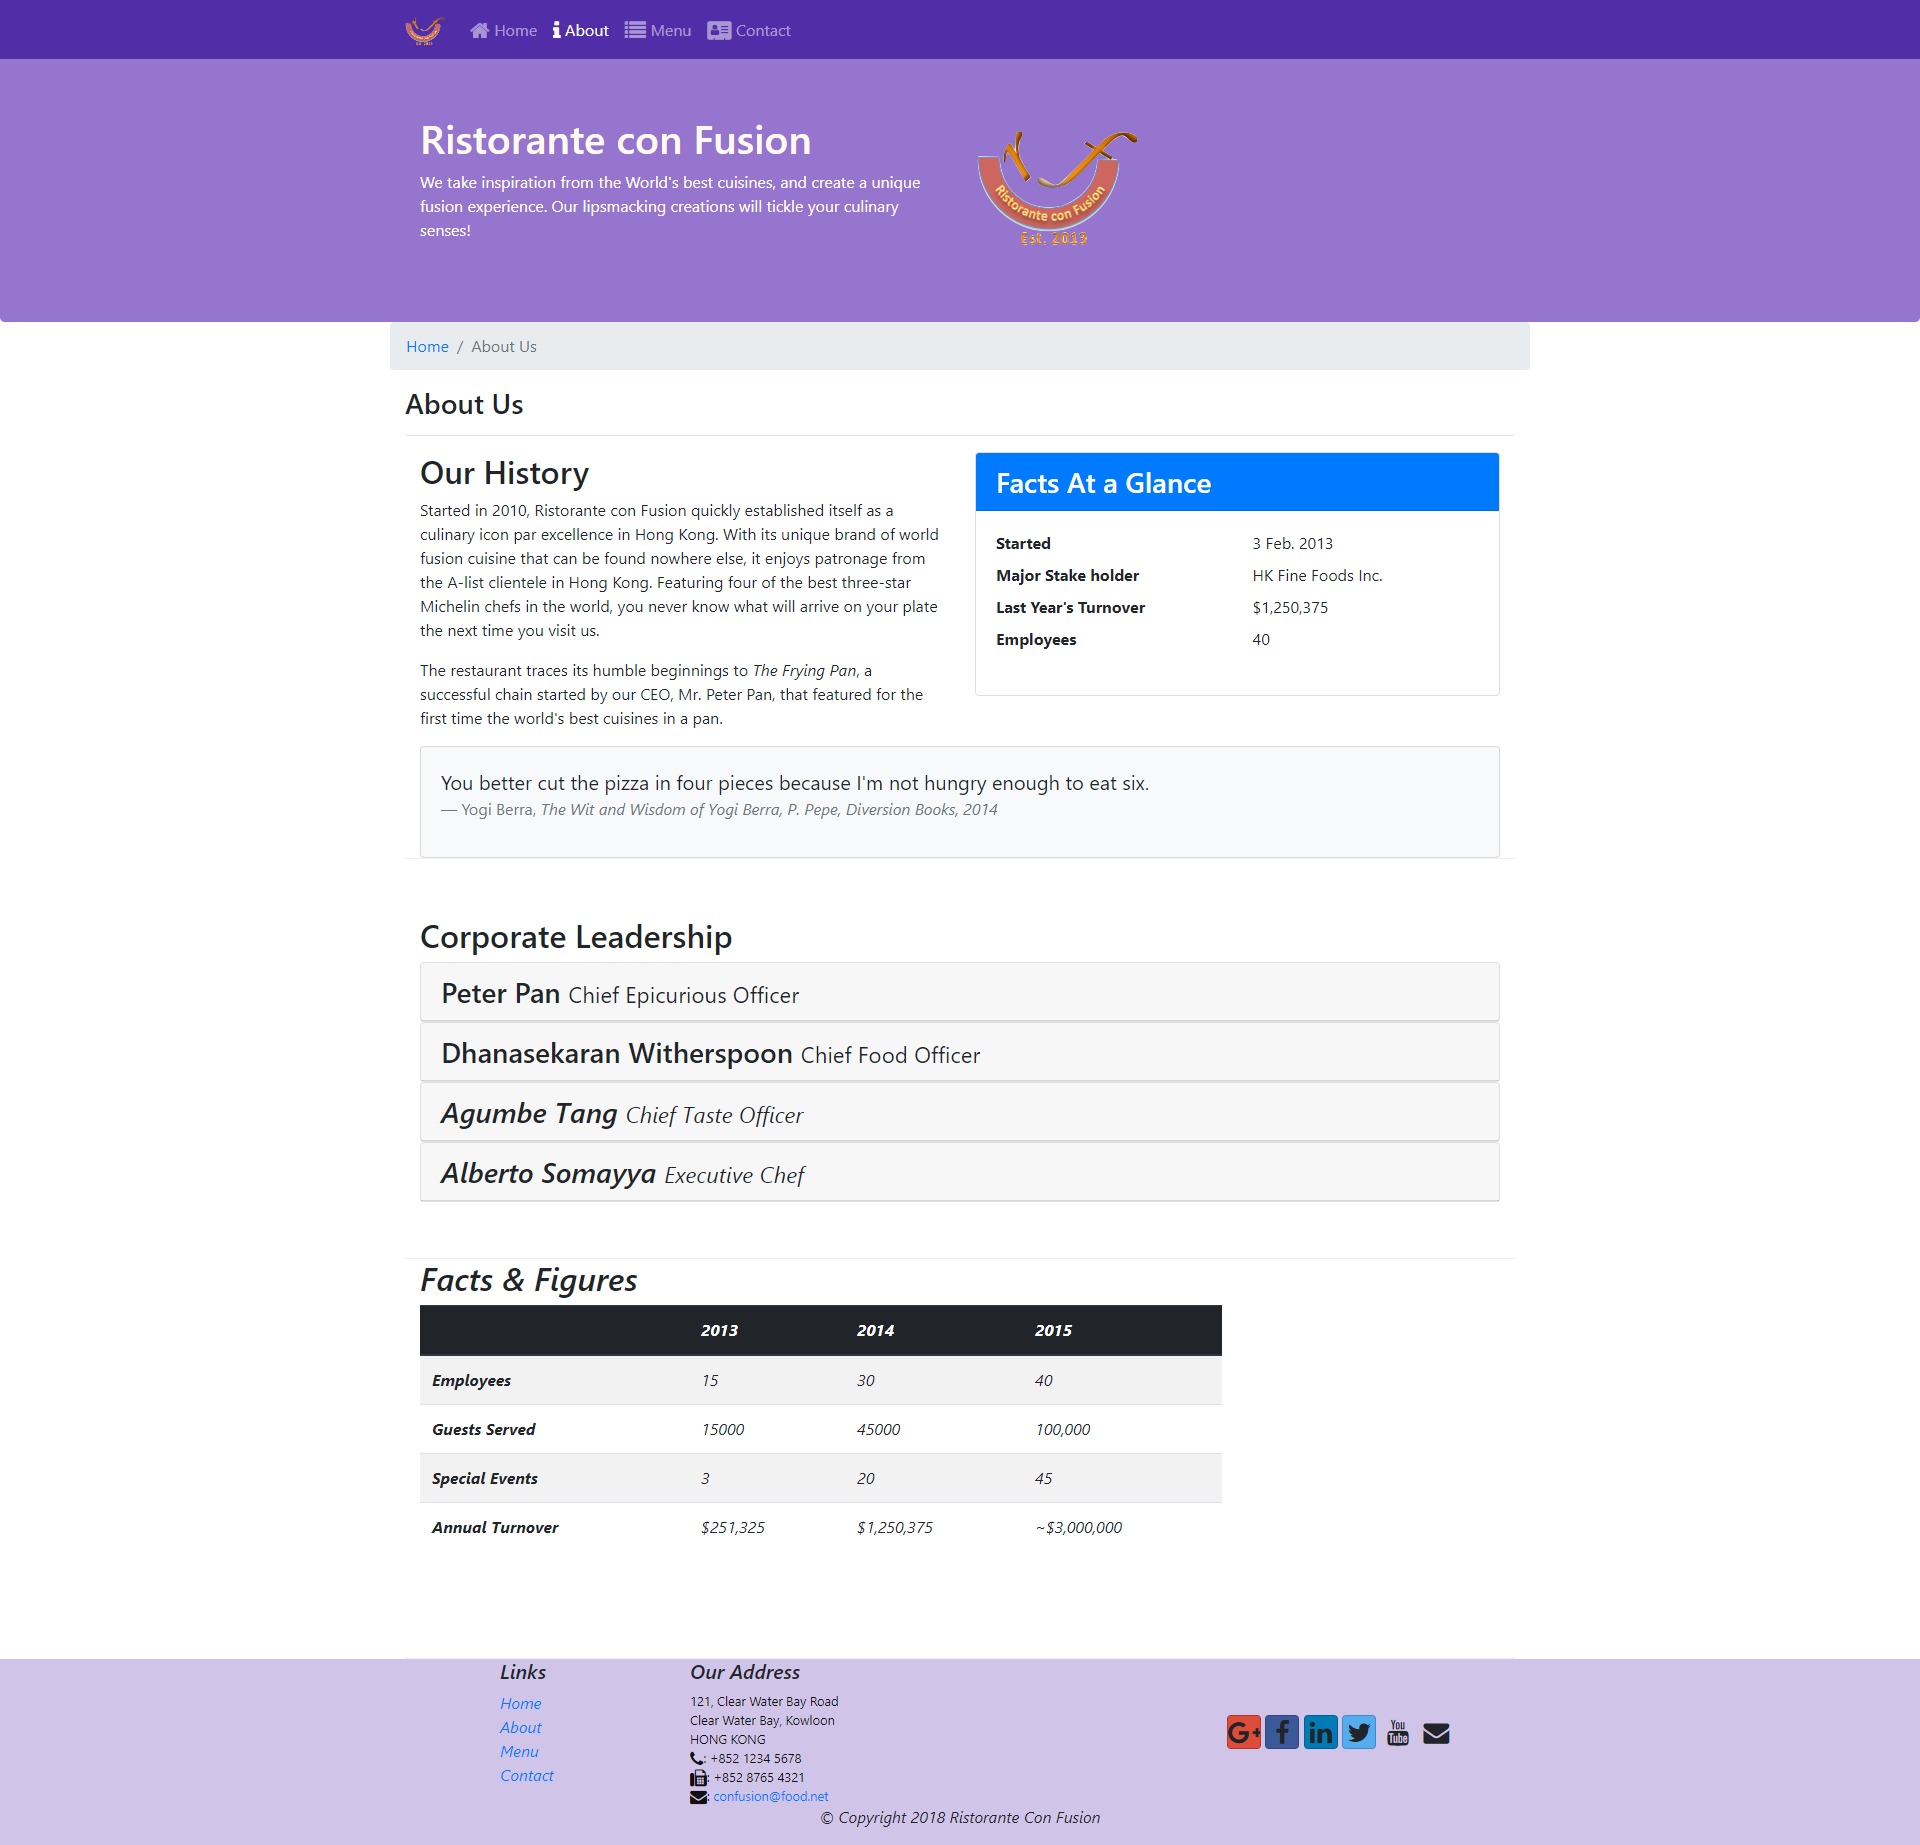 Home About Menu Contact
Ristorante con Fusion
We take inspiration from the World's best cuisines, and create a unique
fusion experience. Our lipsmacking creations will tickle your culinary
senses!
Ristorante con Fusion
Est. 2013
Home / About Us
About Us
Our History
Started in 2010, Ristorante con Fusion quickly established itself as a
culinary icon par excellence in Hong Kong. With its unique brand of world
fusion cuisine that can be found nowhere else, it enjoys patronage from
the A-list clientele in Hong Kong. Featuring four of the best three-star
Michelin chefs in the world, you never know what will arrive on your plate
the next time you visit us.
The restaurant traces its humble beginnings to The Frying Pan, a
successful chain started by our CEO, Mr. Peter Pan, that featured for the
first time the world's best cuisines in a pan.
Facts At a Glance
Started 3 Feb. 2013
Major Stake holder HK Fine Foods Inc.
Last Year's Turnover $1,250,375
Employees 40
You better cut the pizza in four pieces because I'm not hungry enough to eat six.
— Yogi Berra, The Wit and Wisdom of Yogi Berra, P. Pepe, Diversion Books, 2014
Corporate Leadership
Peter Pan Chief Epicurious Officer
Dhanasekaran Witherspoon Chief Food Officer
Agumbe Tang Chief Taste Officer
Alberto Somayya Executive Chef
Facts & Figures
2013 2014 2015
Employees 15 30 40
Guests Served 15000 45000 100,000
Special Events 3 20 45
Annual Turnover $251,325 $1,250,375 ~$3,000,000
Links
Home
About
Menu
Contact
Our Address
121, Clear Water Bay Road
Clear Water Bay, Kowloon
HONG KONG
: +852 1234 5678
: +852 8765 4321
: confusion@food.net
G+ f in You Tube
© Copyright 2018 Ristorante Con Fusion